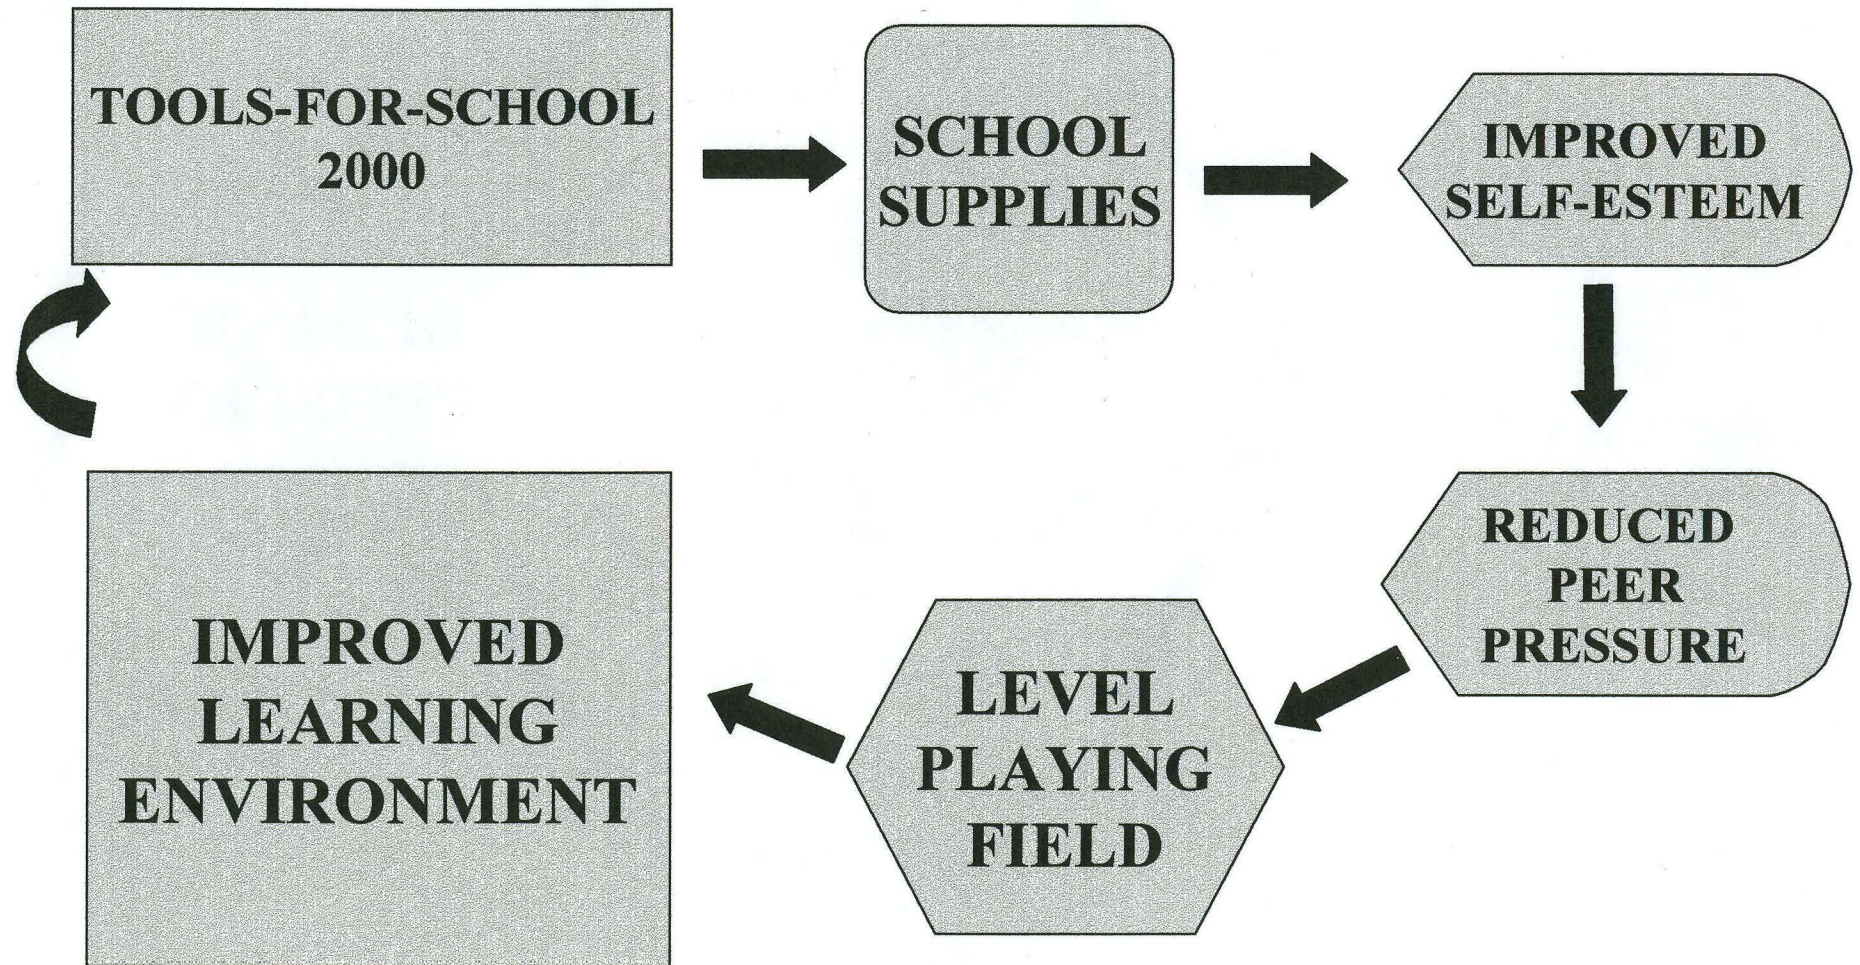 TOOLS-FOR-SCHOOL
2000
SCHOOL
SUPPLIES
IMPROVED
SELF-ESTEEM
REDUCED
PEER
PRESSURE
LEVEL
PLAYING
FIELD
IMPROVED
LEARNING
ENVIRONMENT